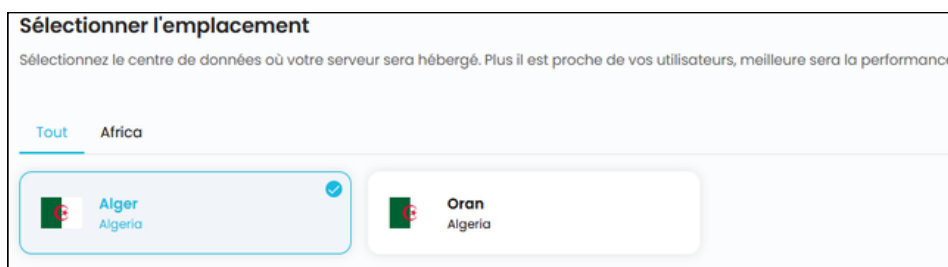 Sélectionner l'emplacement
Sélectionnez le centre de données où votre serveur sera hébergé. Plus il est proche de vos utilisateurs, meilleure sera la performance
Tout Africa
Alger
Algeria
Oran
Algeria